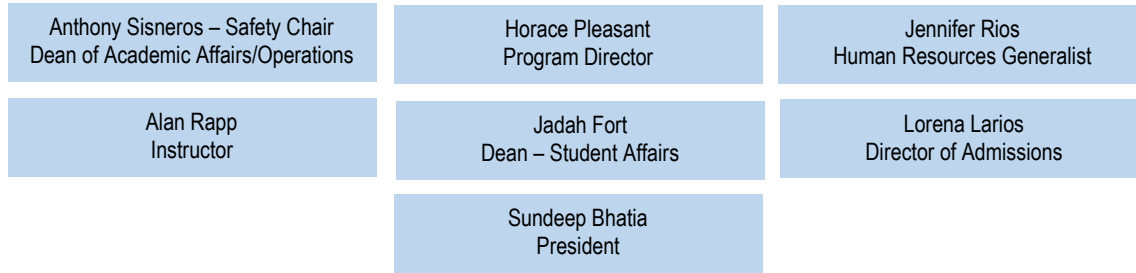 Anthony Sisneros – Safety Chair
Dean of Academic Affairs/Operations
Horace Pleasant
Program Director
Jennifer Rios
Human Resources Generalist
Alan Rapp
Instructor
Jadah Fort
Dean – Student Affairs
Lorena Larios
Director of Admissions
Sundeep Bhatia
President